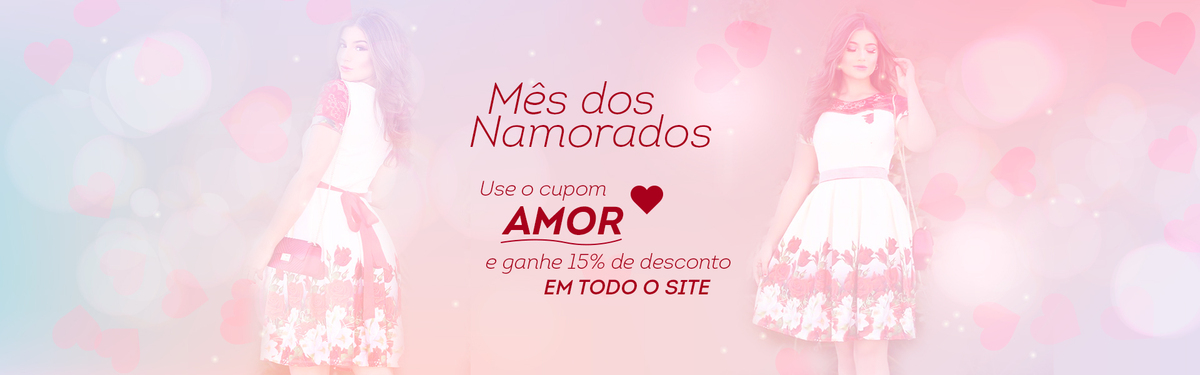 Mês dos
Namorados
Use o cupom
AMOR
e ganhe 15% de desconto
EM TODO O SITE